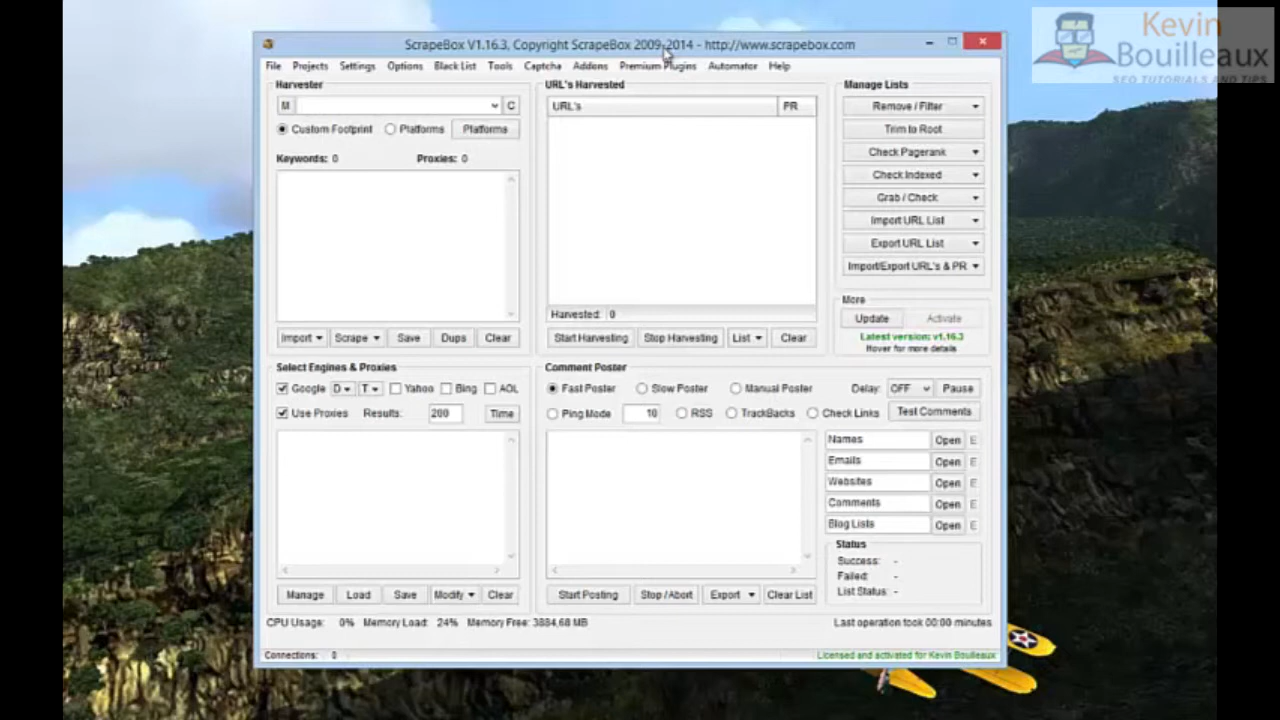 Kevin
Bouilleaux
SEO TUTORIALS AND TIPS
ScrapeBox V1.16.3, Copyright ScrapeBox 2009-2014 - http://www.scrapebox.com
File Projects Settings Options Black List Tools Captcha Addons Premium Plugins Automator Help
Harvester
M C
Custom Footprint Platforms Platforms
Keywords: 0 Proxies: 0
Import Scrape Save Dups Clear
URL's Harvested
URL's PR
Harvested: 0
Start Harvesting Stop Harvesting List Clear
Manage Lists
Remove / Filter
Trim to Root
Check Pagerank
Check Indexed
Grab / Check
Import URL List
Export URL List
Import/Export URL's & PR
More
Update Activate
Latest version: v1.16.3
Hover for more details
Select Engines & Proxies
Google D T Yahoo Bing AOL
Use Proxies Results: 200 Time
Manage Load Save Modify Clear
Comment Poster
Fast Poster Slow Poster Manual Poster Delay: OFF Pause
Ping Mode 10 RSS TrackBacks Check Links Test Comments
Names Open E
Emails Open E
Websites Open E
Comments Open E
Blog Lists Open E
Status
Success: -
Failed: -
List Status: -
Start Posting Stop / Abort Export Clear List
CPU Usage: 0% Memory Load: 24% Memory Free: 3884,68 MB Last operation took 00:00 minutes
Connections: 0 Licensed and activated for Kevin Bouilleaux